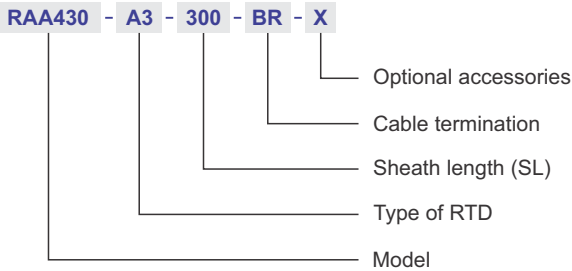 RAA430 - A3 - 300 - BR - X
Optional accessories
Cable termination
Sheath length (SL)
Type of RTD
Model